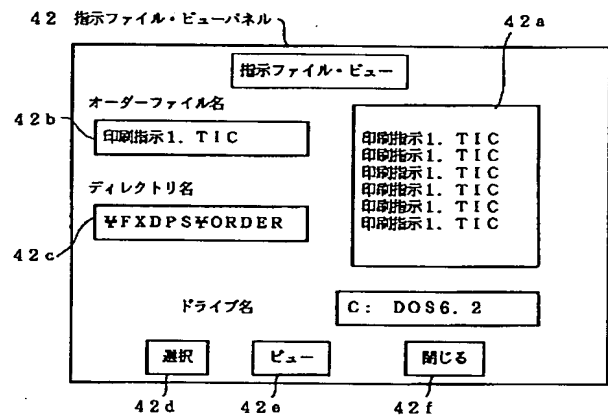 42 指示ファイル・ビューパネル
42a
指示ファイル・ビュー
オーダーファイル名
42b
印刷指示1. TIC
印刷指示1. TIC
印刷指示1. TIC
印刷指示1. TIC
印刷指示1. TIC
印刷指示1. TIC
印刷指示1. TIC
ディレクトリ名
¥FXDPS¥ORDER
42c
ドライブ名
C: DOS6.2
選択
ビュー
閉じる
42d
42e
42f